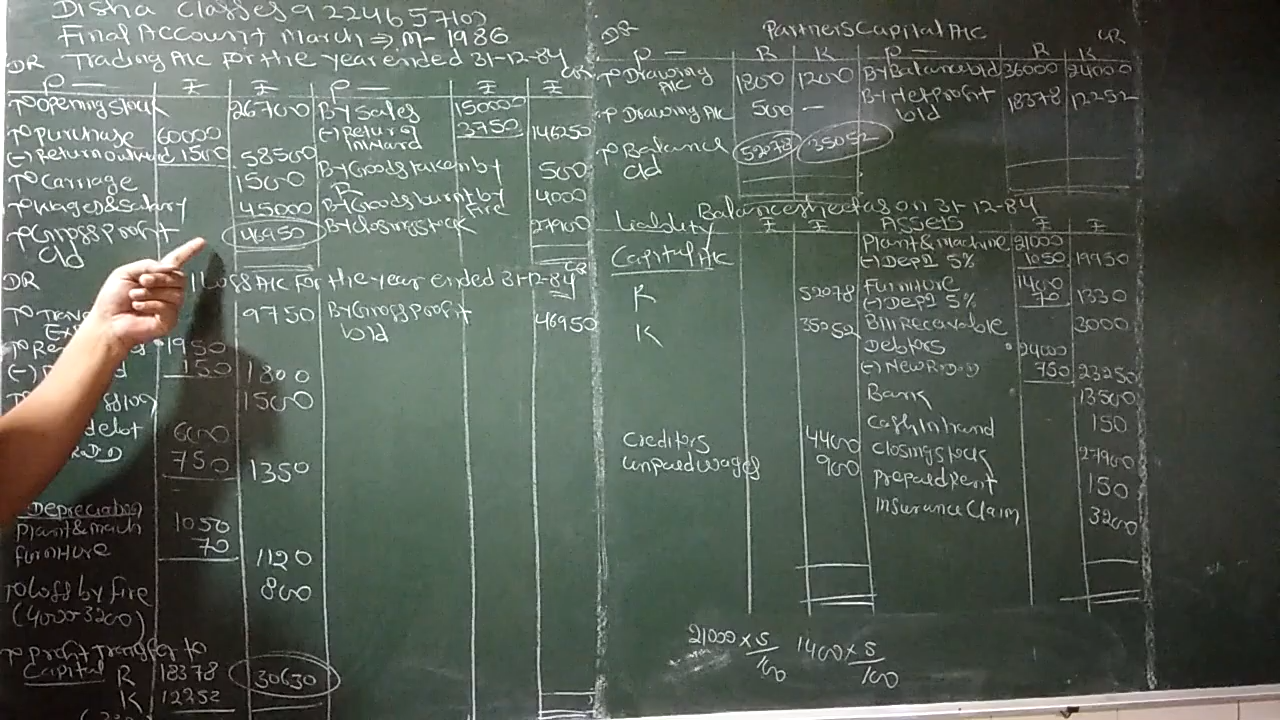 Disha Classes 9224657102
Final Account March => M- 1986
DR Trading A/c For the year ended 31-12-84 CR
P — ₹ ₹ P — ₹ ₹
To Opening stock 26700 By Sales 150000
To Purchase 60000 (-) Return Inward 3750 146250
(-) Return outward 1500 58500 By Goods taken by R 500
To Carriage 1500 By Goods burnt by Fire 4000
To Wages & Salary 45000 By Closing stock 27900
To Gross Profit c/d 46950
DR Loss A/c For the year ended 31-12-84 CR
9750 By Gross Profit b/d 46950
1950
(-) 150 1800
1500
debt 600
R.D.D 750 1350
Depreciation
Plant & Mach 1050
Furniture 70 1120
To Loss by Fire 800
(4000-3200)
To Profit Transfer to
Capital R 18378 30630
K 12252
DR Partners Capital A/c CR
P — R K P — R K
To Drawing A/c 1800 1200 By Balance b/d 36000 24000
To Drawing A/c 500 — By Net Profit b/d 18378 12252
To Balance c/d 52078 35052
Balance sheet as on 31-12-84
Liability ₹ ₹ ASSETS ₹ ₹
Capital A/c Plant & machine 21000
(-) Depn 5% 1050 19950
R 52078 Furniture 1400
(-) Depn 5% 70 1330
K 35052 Bill Receivable 3000
Debtors 24000
(-) New R.D.D 750 23250
Bank 13500
Cash In hand 150
Creditors 4400 Closing stock 27900
Unpaid wages 900 Prepaid Rent 150
Insurance Claim 3200
21000 x 5/100 1400 x 5/100